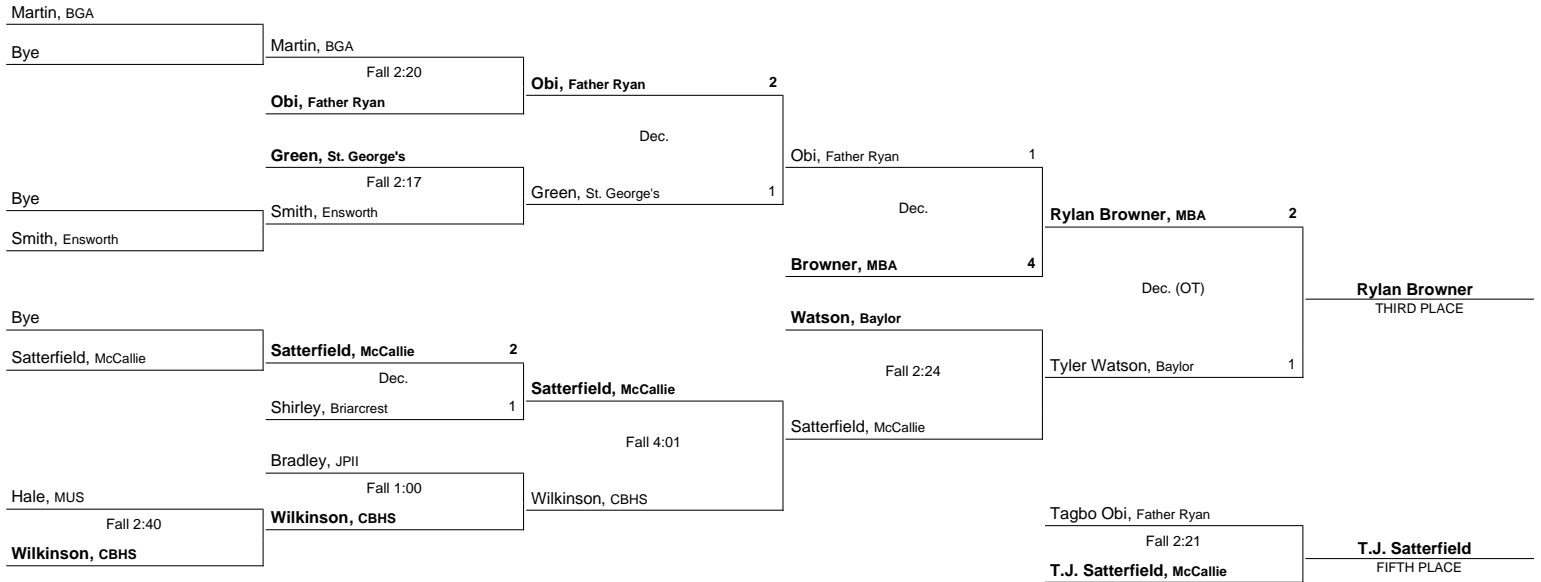 Martin, BGA
Bye
Martin, BGA
Fall 2:20
Obi, Father Ryan
Obi, Father Ryan 2
Dec.
Green, St. George's 1
Green, St. George's
Fall 2:17
Smith, Ensworth
Bye
Smith, Ensworth
Obi, Father Ryan 1
Dec.
Browner, MBA 4
Rylan Browner, MBA 2
Dec. (OT)
Tyler Watson, Baylor 1
Rylan Browner
THIRD PLACE
Bye
Satterfield, McCallie
Satterfield, McCallie 2
Dec.
Shirley, Briarcrest 1
Satterfield, McCallie
Fall 4:01
Wilkinson, CBHS
Watson, Baylor
Fall 2:24
Satterfield, McCallie
Bradley, JPII
Fall 1:00
Wilkinson, CBHS
Hale, MUS
Fall 2:40
Wilkinson, CBHS
Tagbo Obi, Father Ryan
Fall 2:21
T.J. Satterfield, McCallie
T.J. Satterfield
FIFTH PLACE